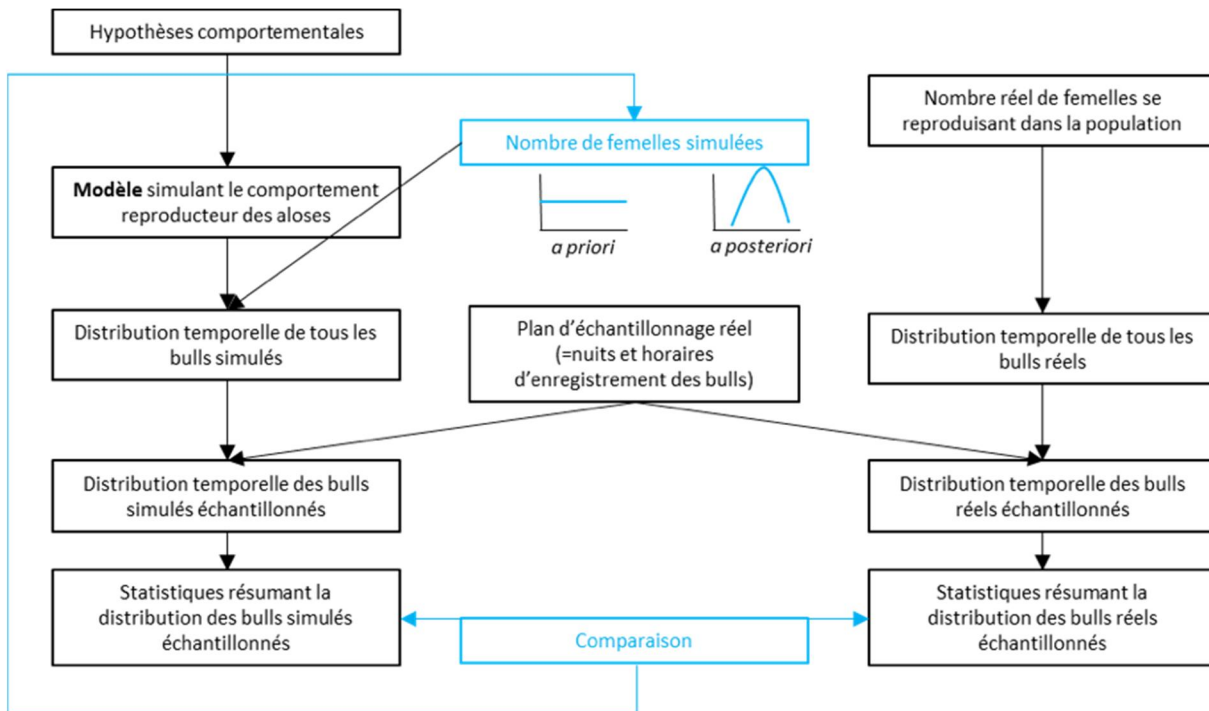 Hypothèses comportementales
Nombre réel de femelles se
reproduisant dans la population
Nombre de femelles simulées
a priori
a posteriori
Modèle simulant le comportement
reproducteur des aloses
Distribution temporelle de tous les
bulls simulés
Plan d’échantillonnage réel
(=nuits et horaires
d’enregistrement des bulls)
Distribution temporelle de tous les
bulls réels
Distribution temporelle des bulls
simulés échantillonnés
Distribution temporelle des bulls
réels échantillonnés
Statistiques résumant la
distribution des bulls simulés
échantillonnés
Comparaison
Statistiques résumant la
distribution des bulls réels
échantillonnés